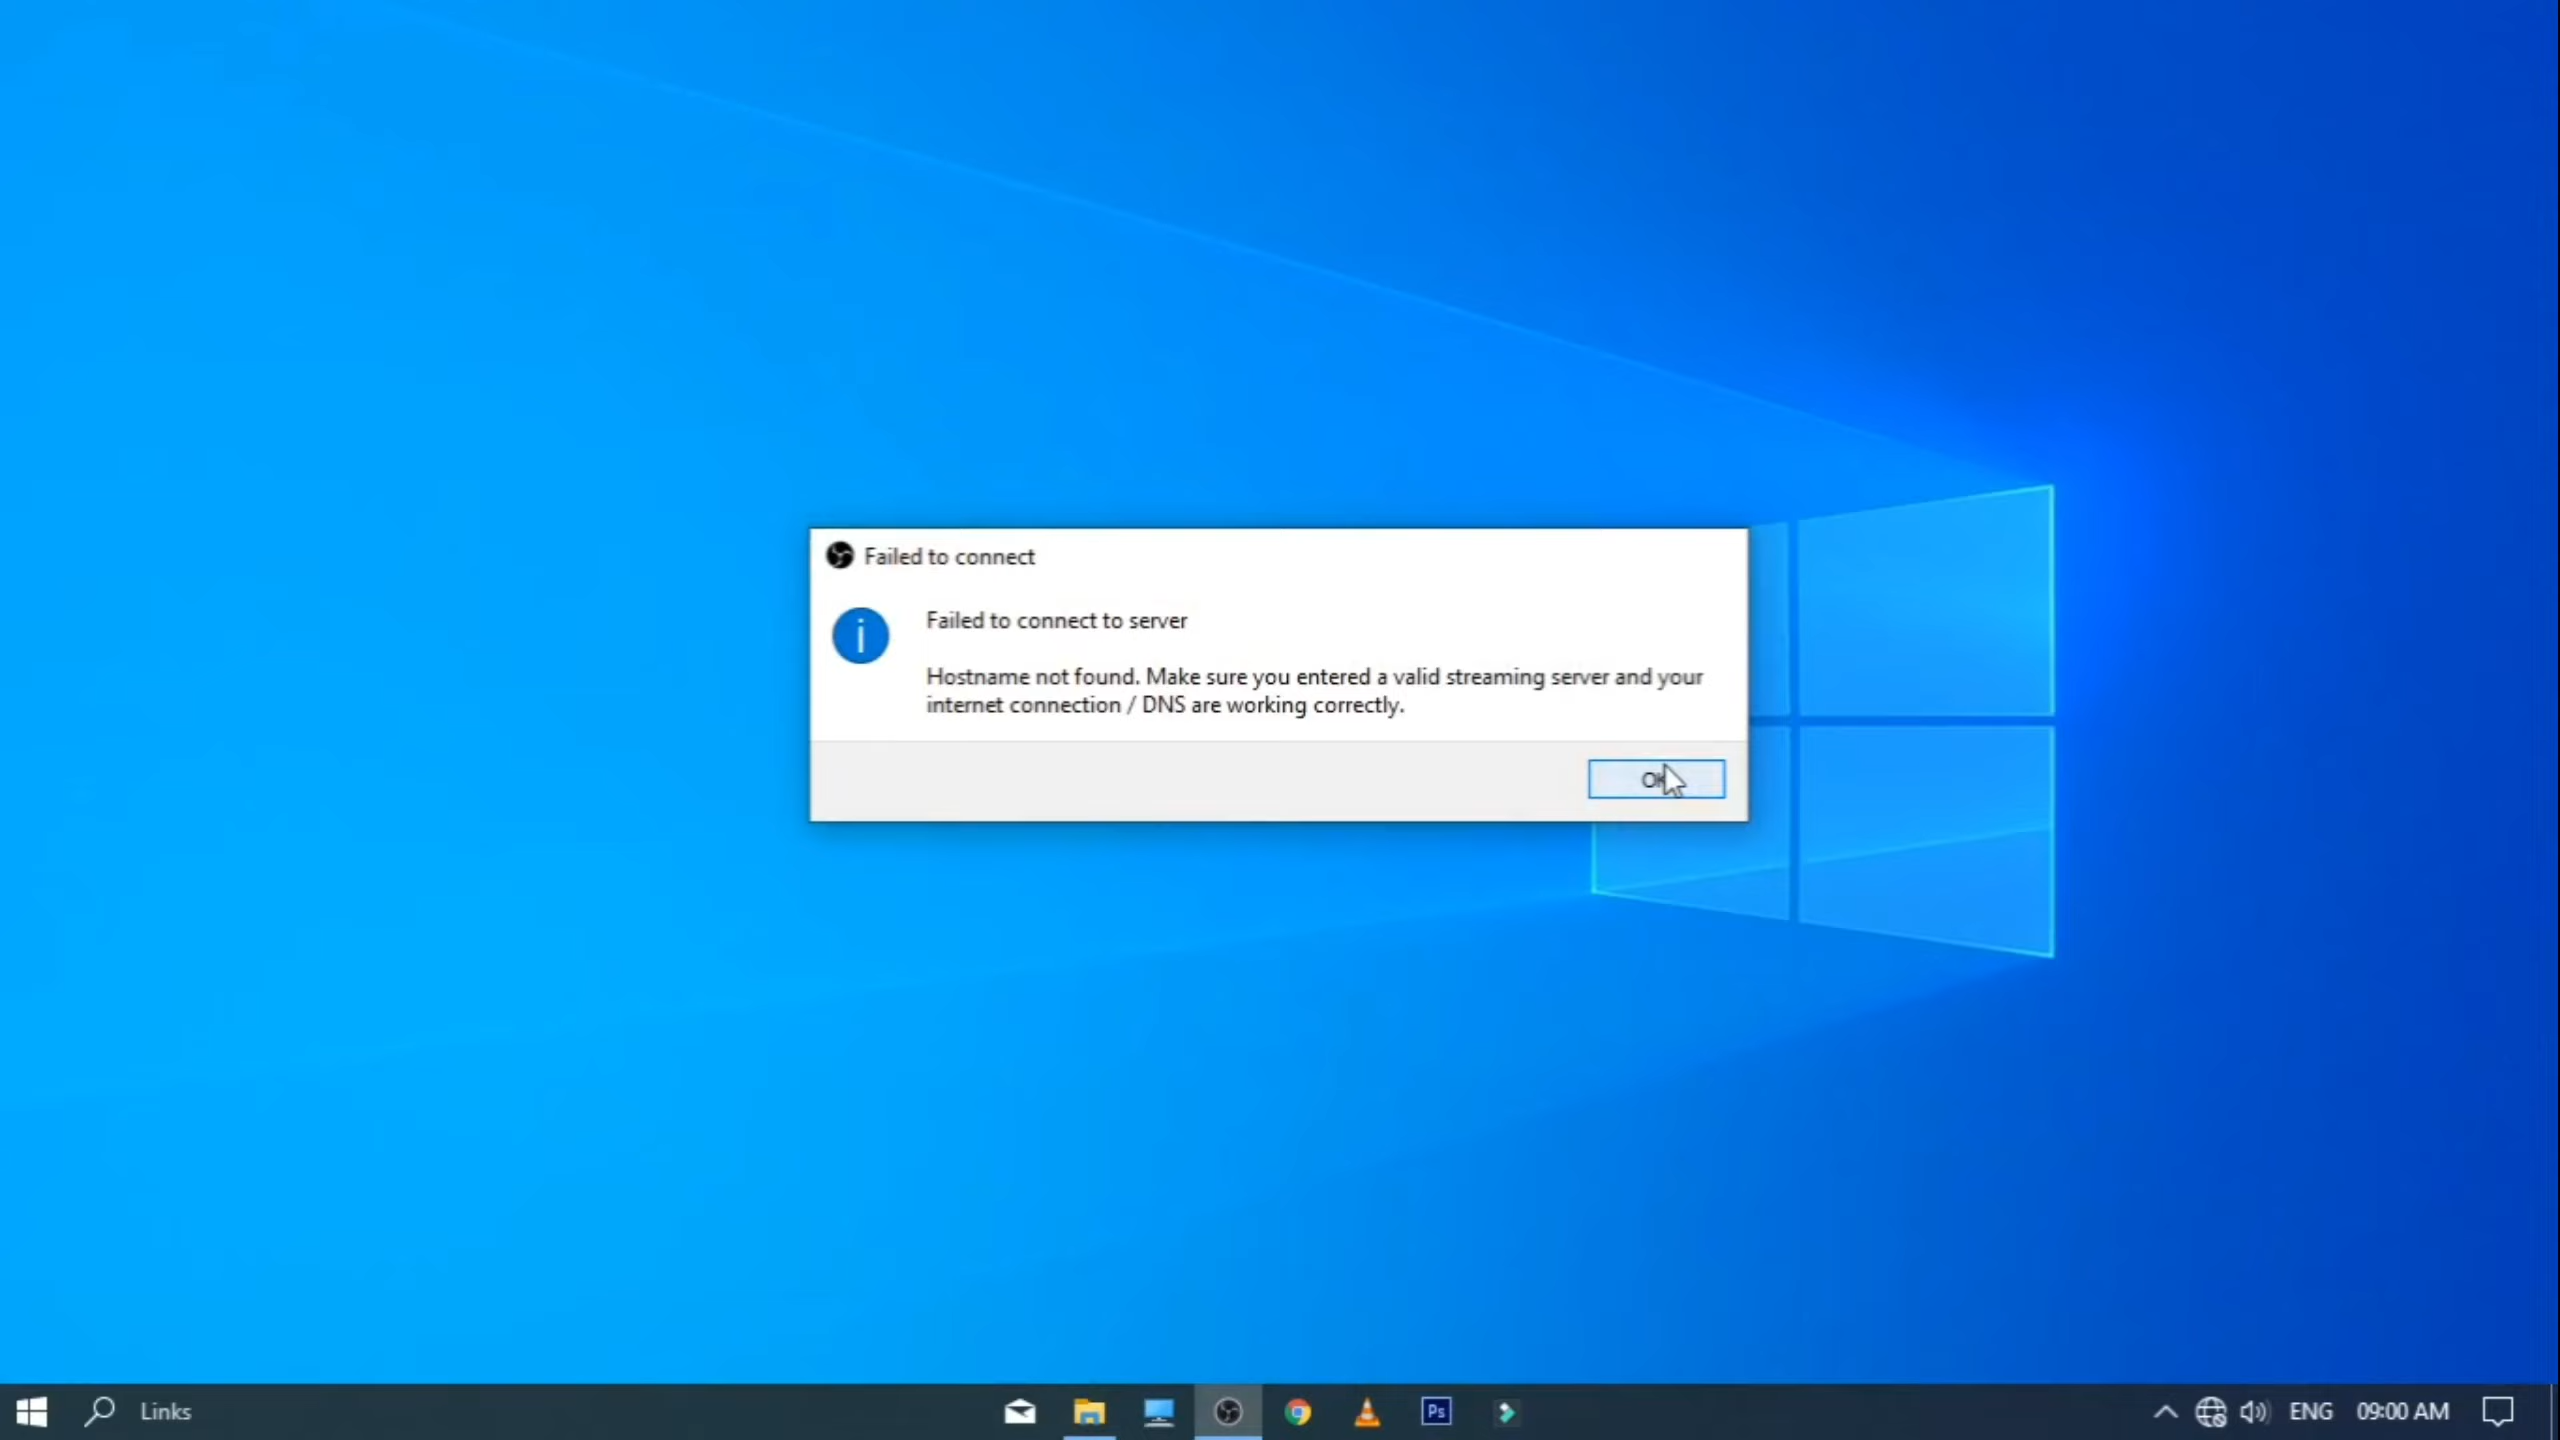 Failed to connect
Failed to connect to server
Hostname not found. Make sure you entered a valid streaming server and your
internet connection / DNS are working correctly.
Links
Ps
ENG
09:00 AM